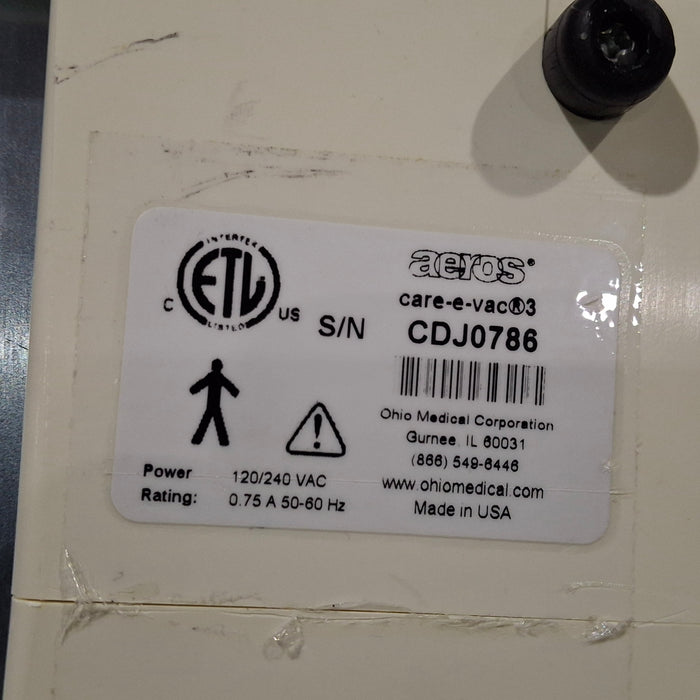 INTERTEK
ETL
LISTED
C US
aeros®
care-e-vac®3
S/N CDJ0786
Ohio Medical Corporation
Gurnee, IL 60031
(866) 549-6446
www.ohiomedical.com
Made in USA
Power Rating: 120/240 VAC
0.75 A 50-60 Hz